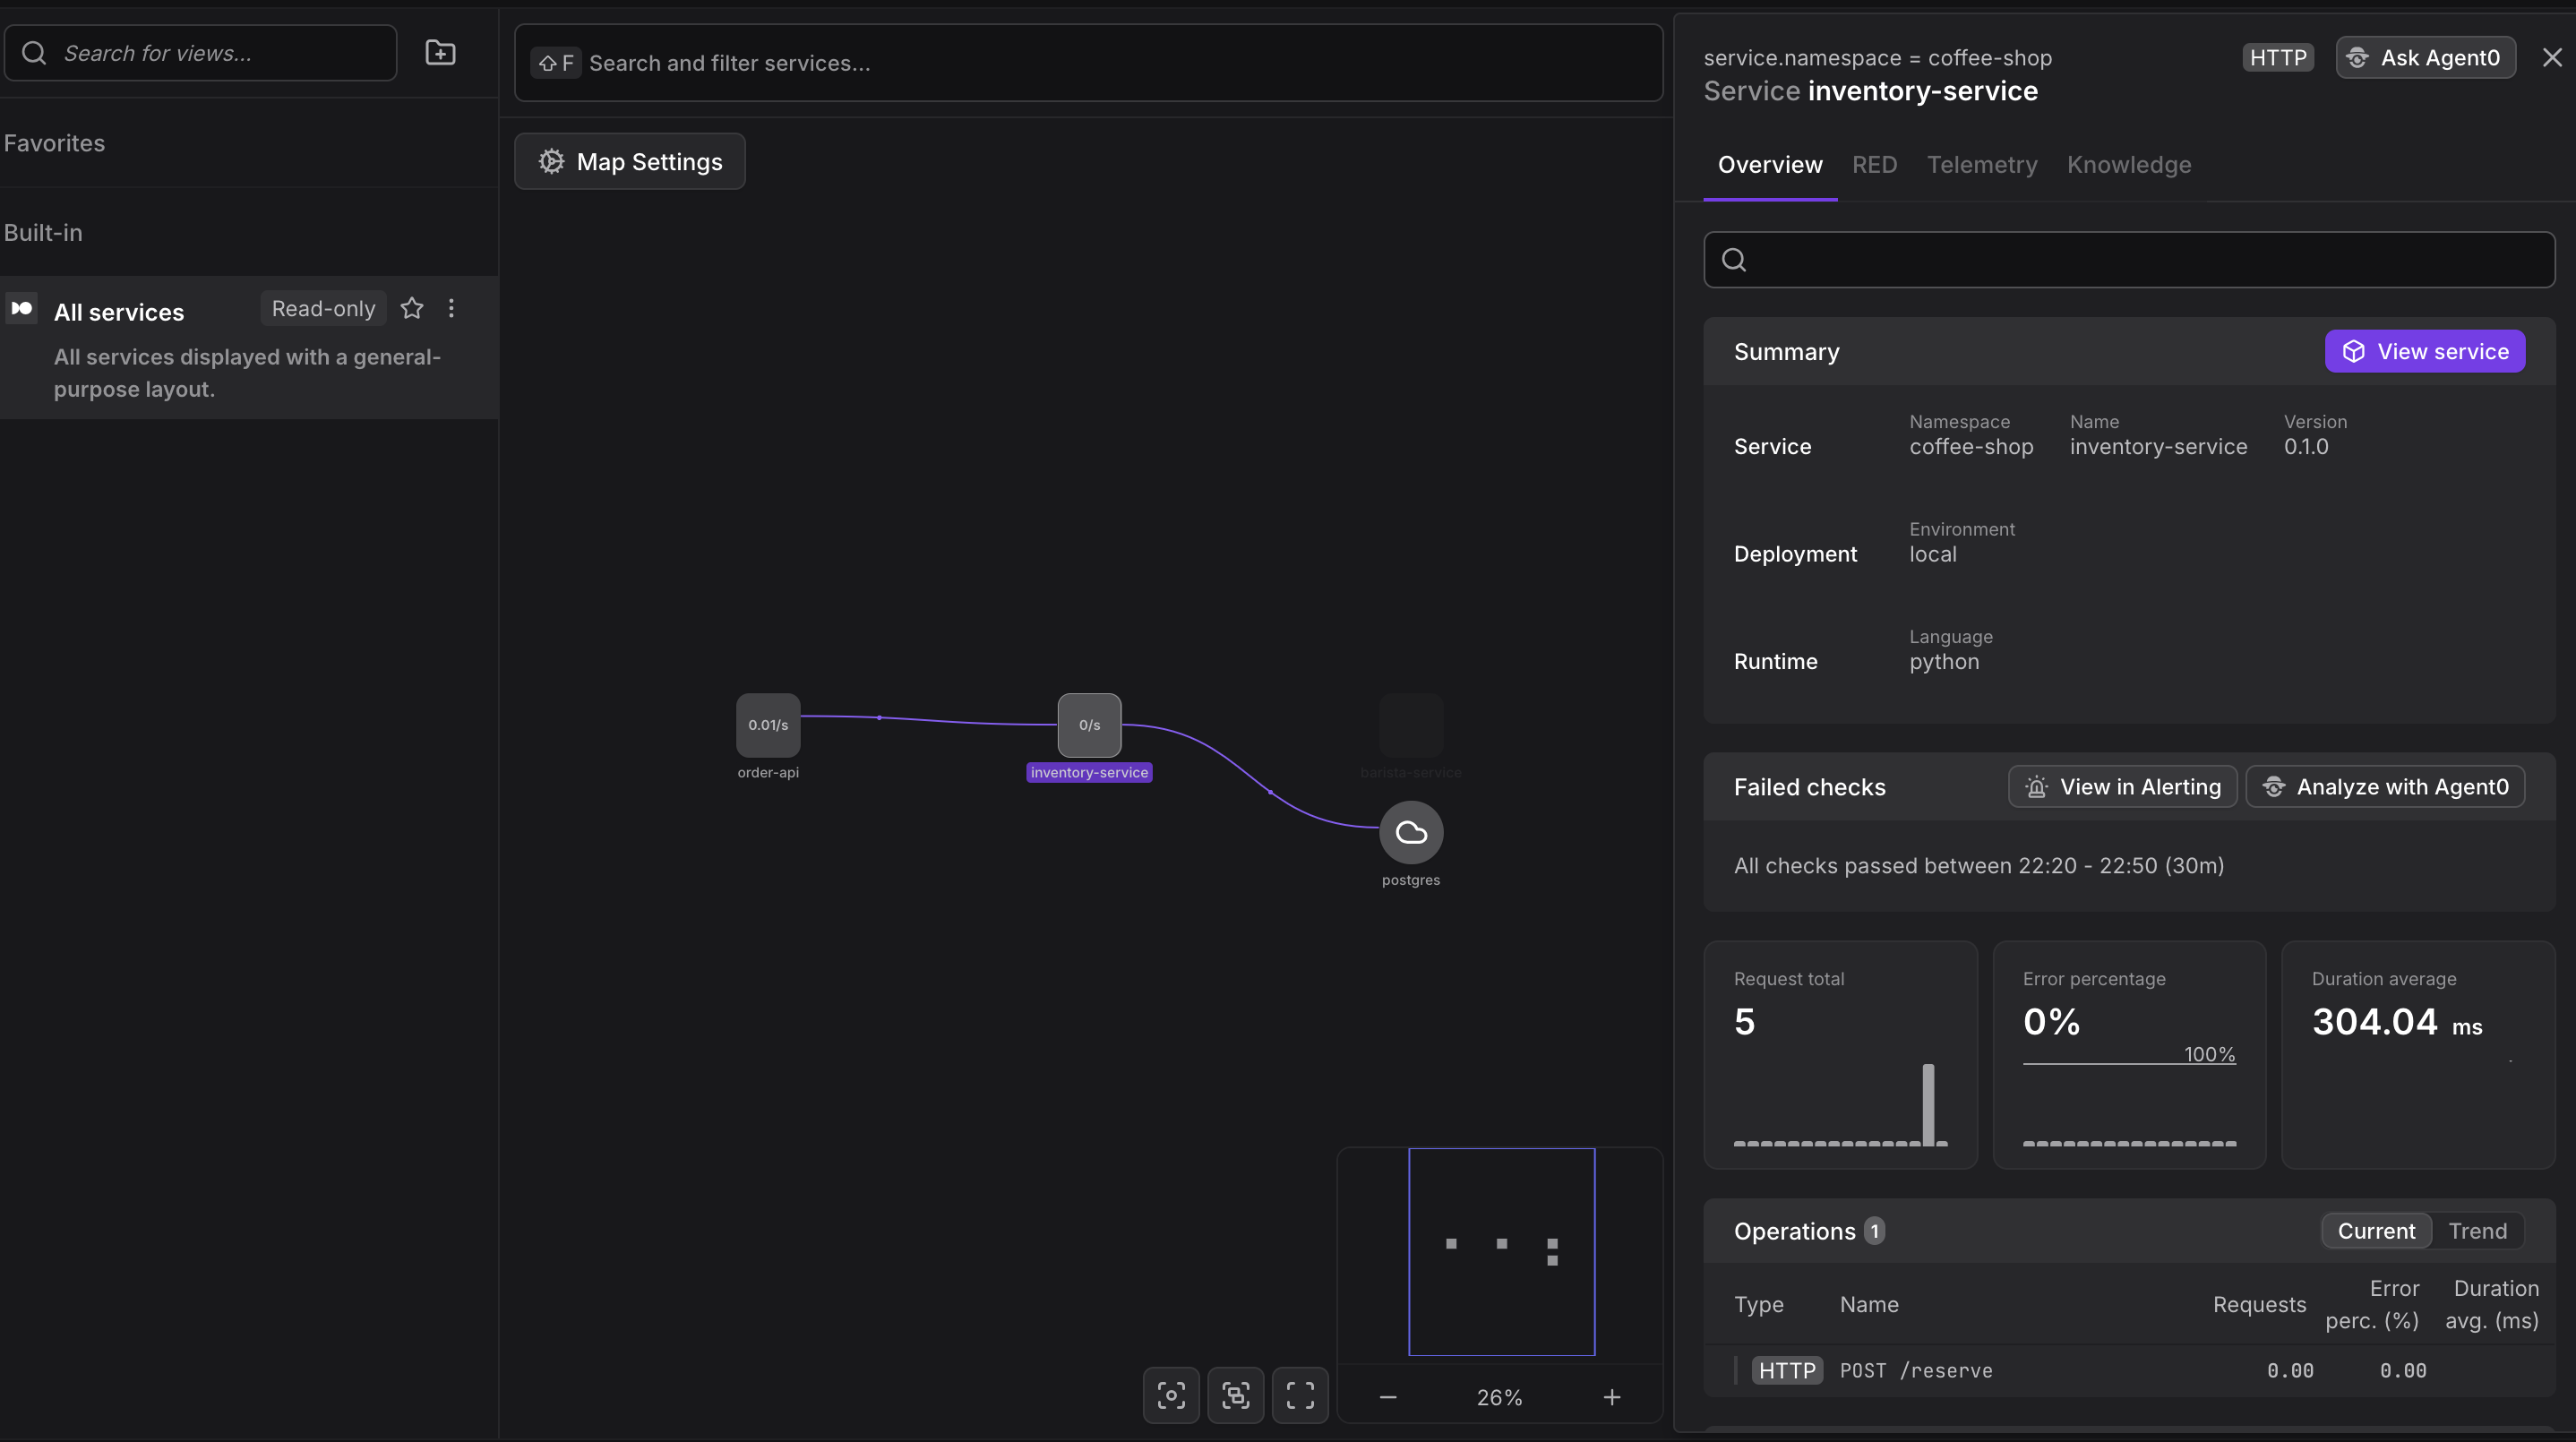 Search for views...
Favorites
Built-in
All services
Read-only
All services displayed with a general-
purpose layout.
F
Search and filter services...
Map Settings
0.01/s
order-api
0/s
inventory-service
barista-service
postgres
26%
service.namespace = coffee-shop
Service inventory-service
HTTP
Ask Agent0
Overview
RED
Telemetry
Knowledge
Summary
View service
Service
Namespace
coffee-shop
Name
inventory-service
Version
0.1.0
Deployment
Environment
local
Runtime
Language
python
Failed checks
View in Alerting
Analyze with Agent0
All checks passed between 22:20 - 22:50 (30m)
Request total
5
Error percentage
0%
100%
Duration average
304.04 ms
Operations 1
Current
Trend
Type
Name
Requests
Error
perc. (%)
Duration
avg. (ms)
HTTP
POST /reserve
0.00
0.00